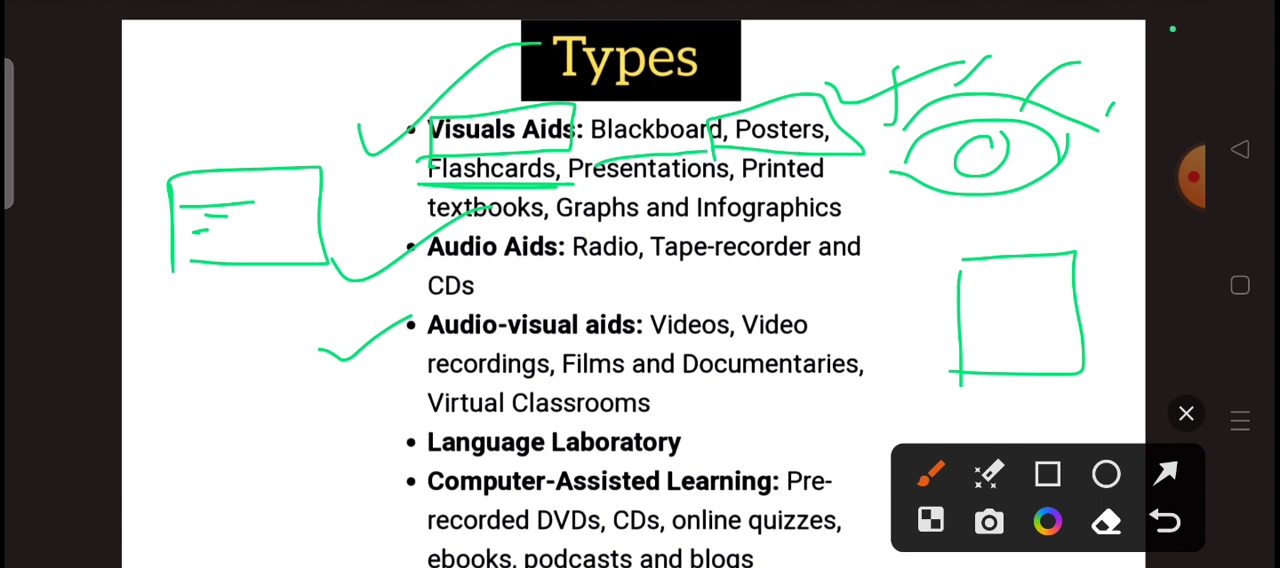 Types
• Visuals Aids: Blackboard, Posters,
Flashcards, Presentations, Printed
textbooks, Graphs and Infographics
• Audio Aids: Radio, Tape-recorder and
CDs
• Audio-visual aids: Videos, Video
recordings, Films and Documentaries,
Virtual Classrooms
• Language Laboratory
• Computer-Assisted Learning: Pre-
recorded DVDs, CDs, online quizzes,
ebooks, podcasts and blogs